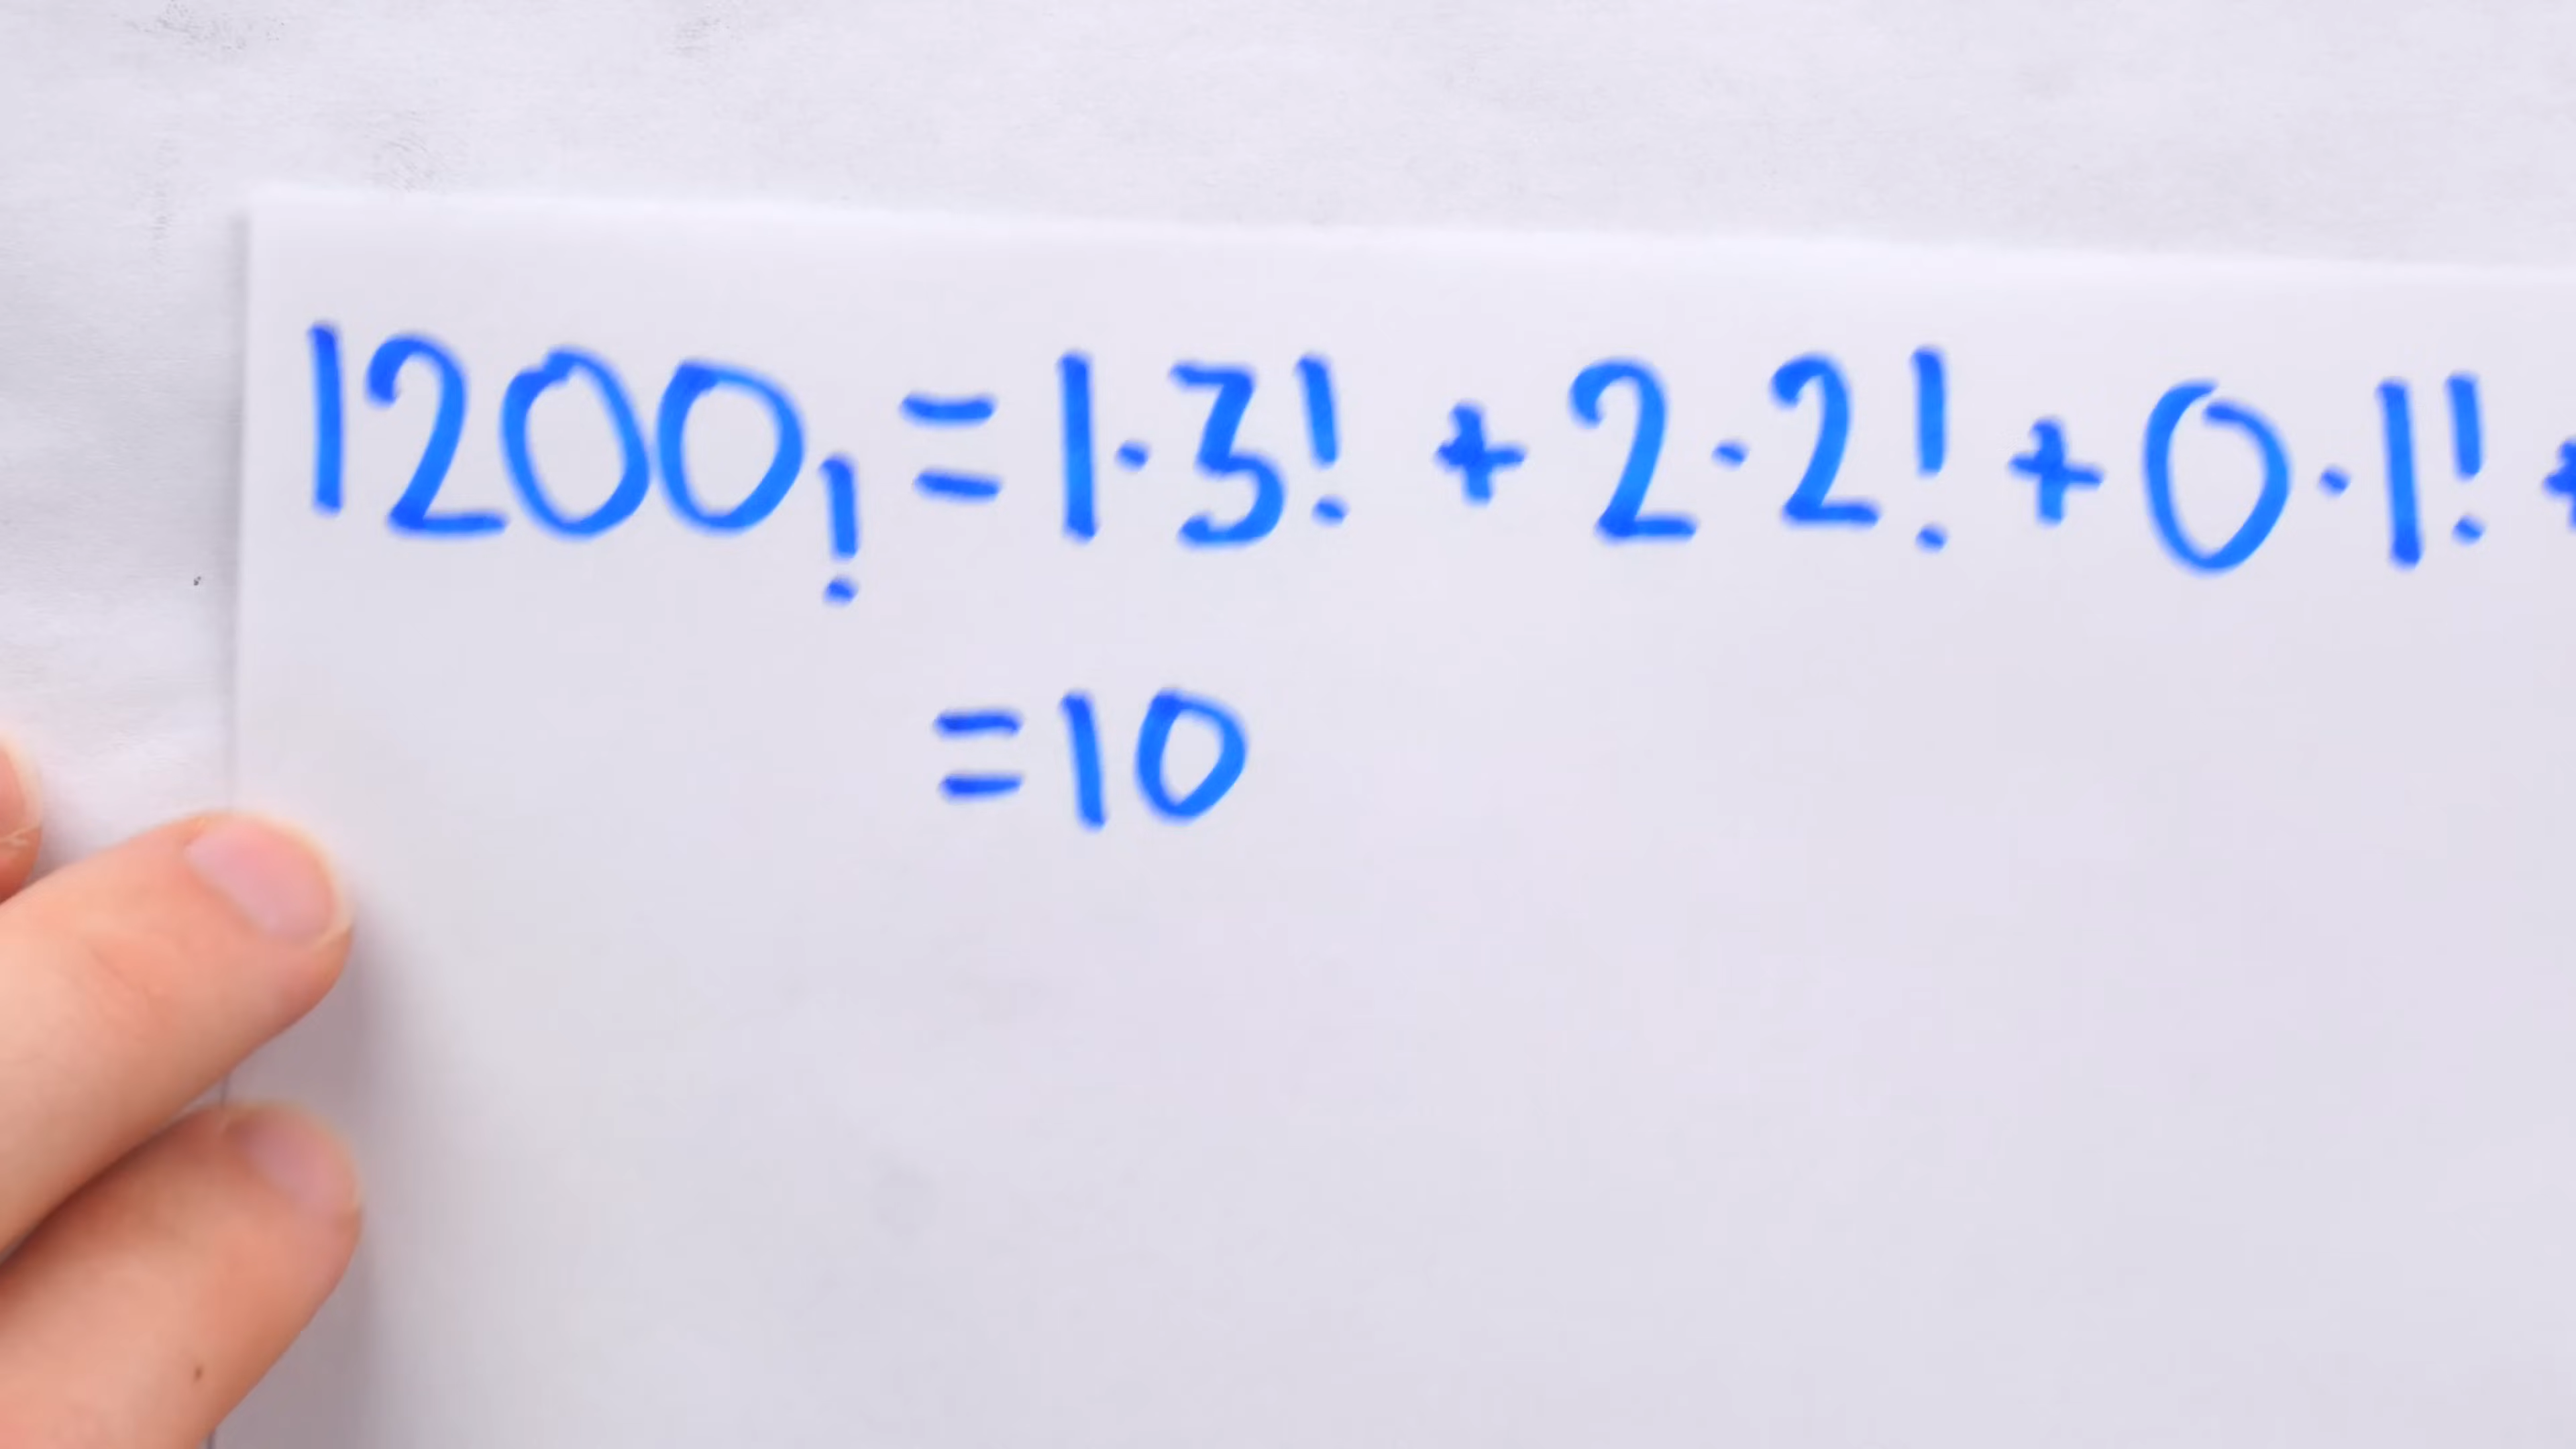 1200! = 1·3! + 2·2! + 0·1! +
= 10